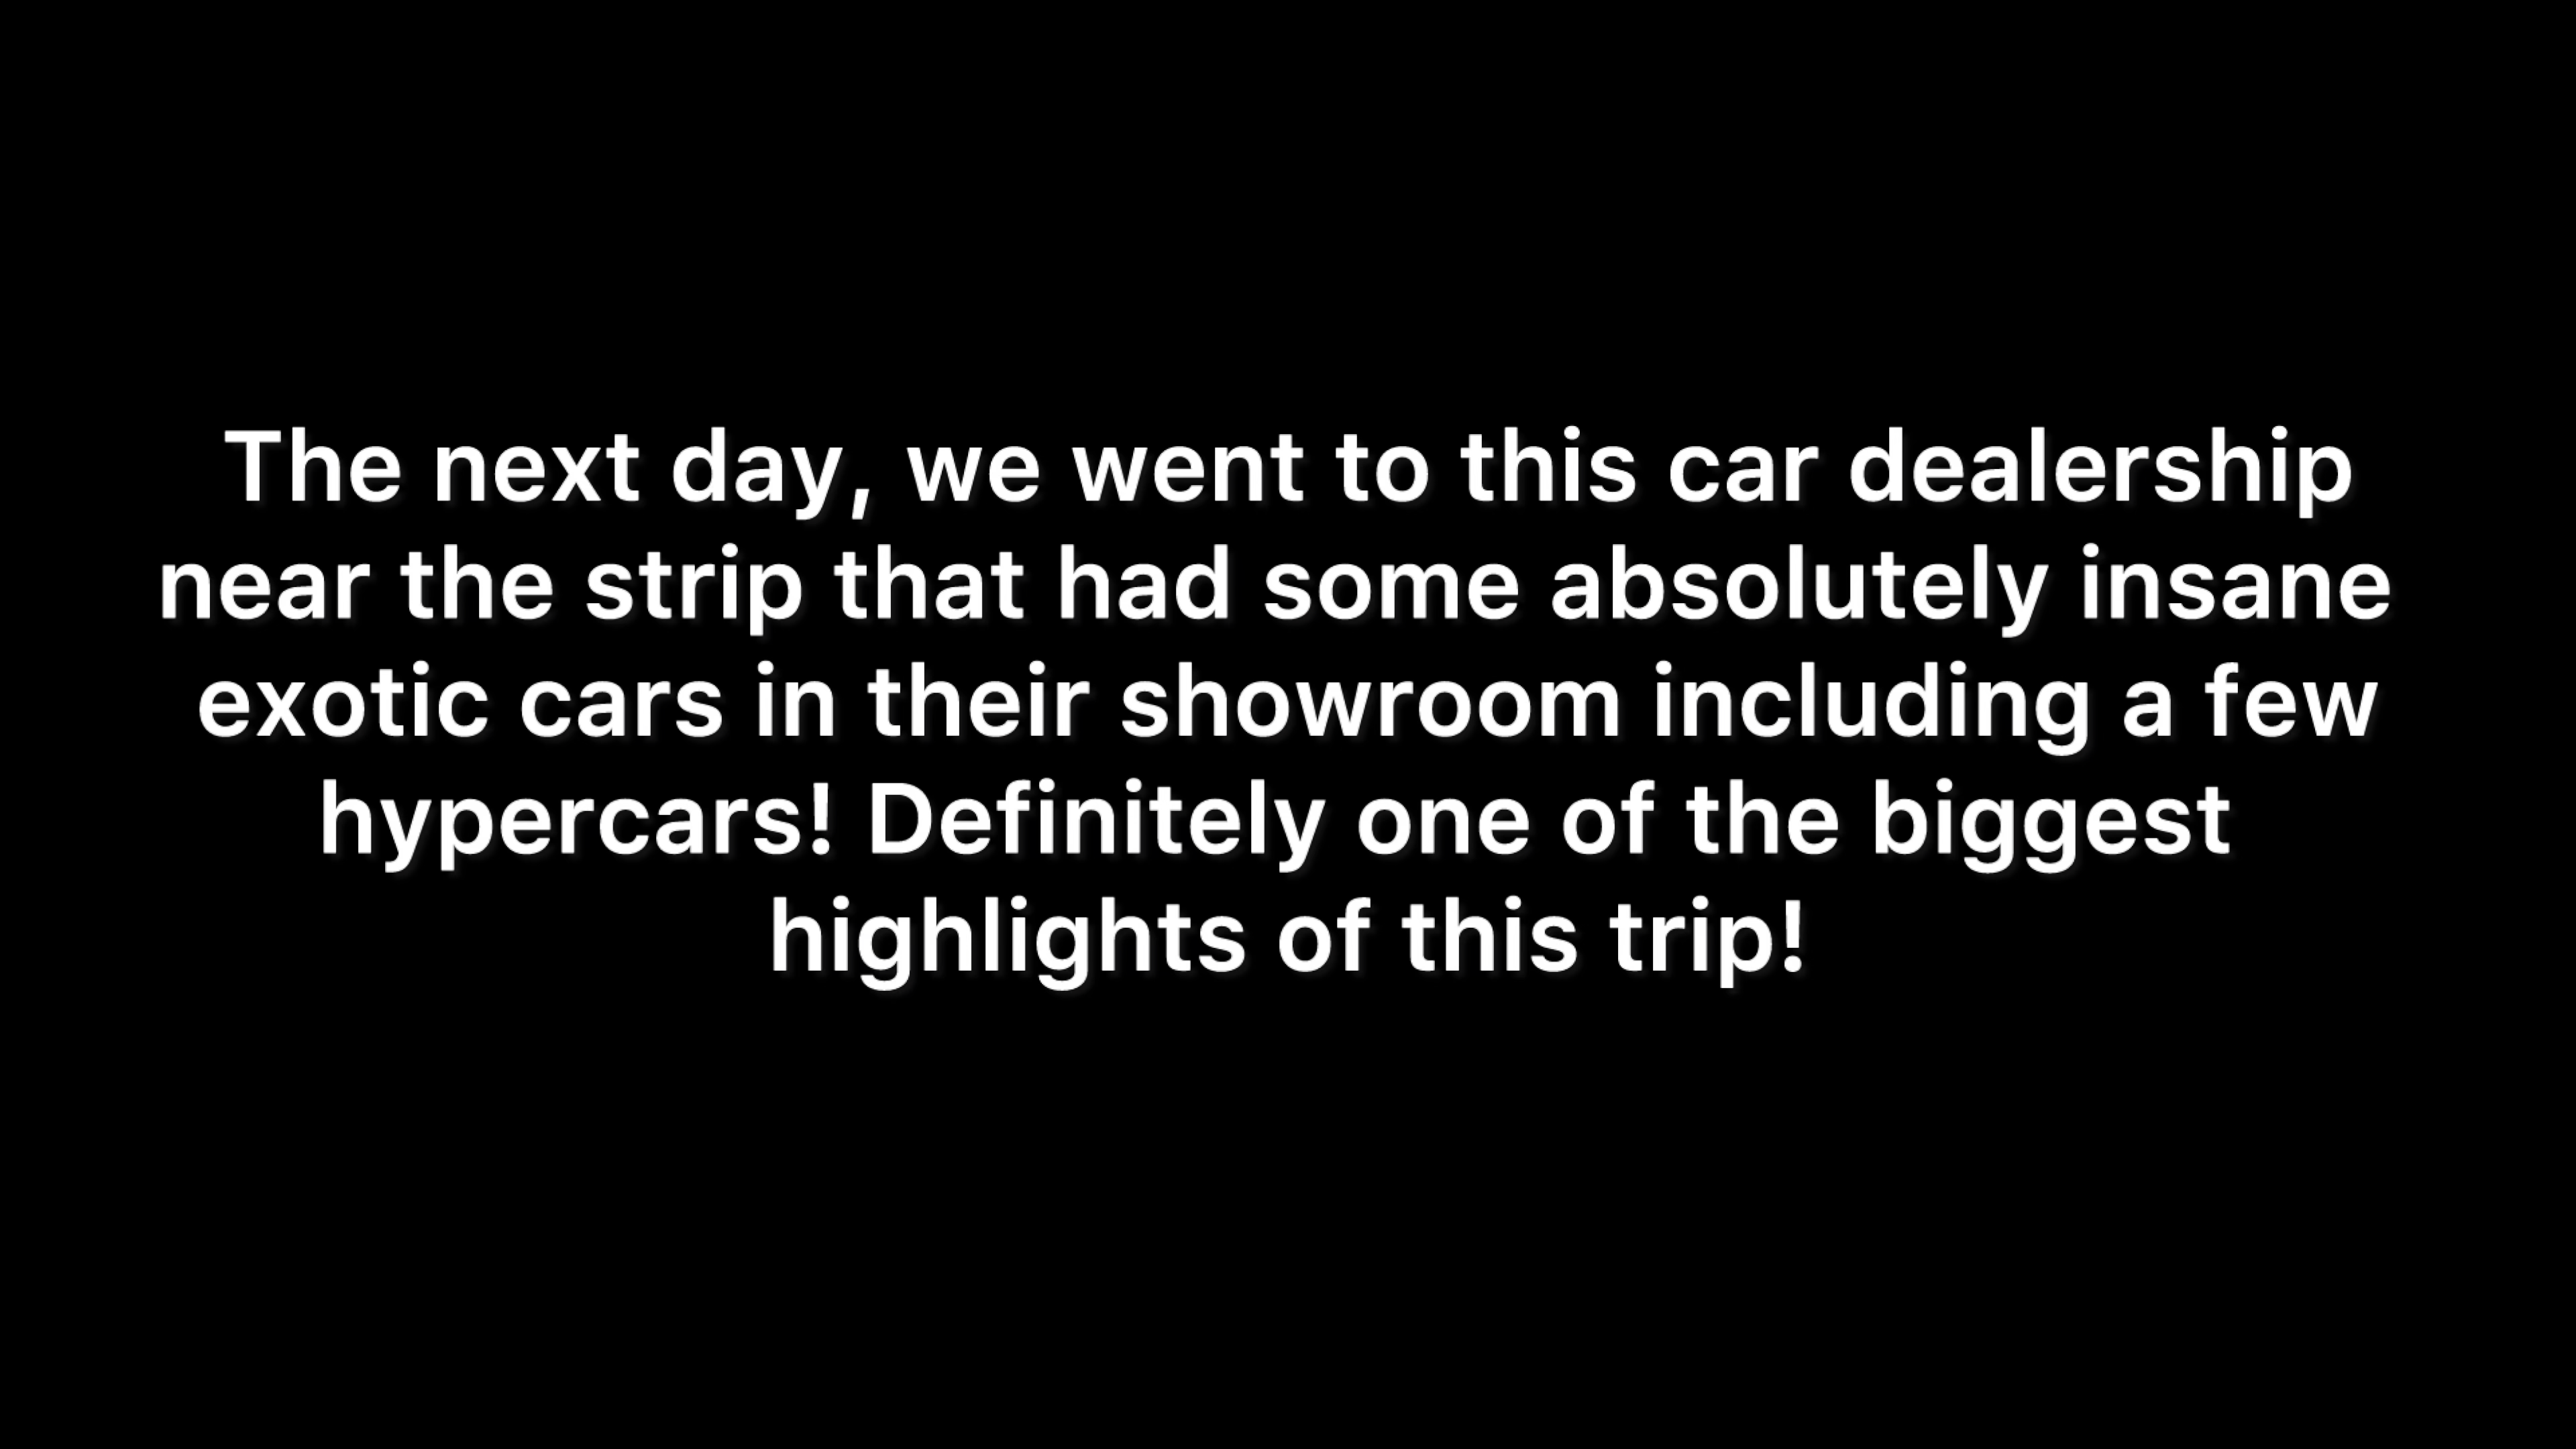 The next day, we went to this car dealership
near the strip that had some absolutely insane
exotic cars in their showroom including a few
hypercars! Definitely one of the biggest
highlights of this trip!